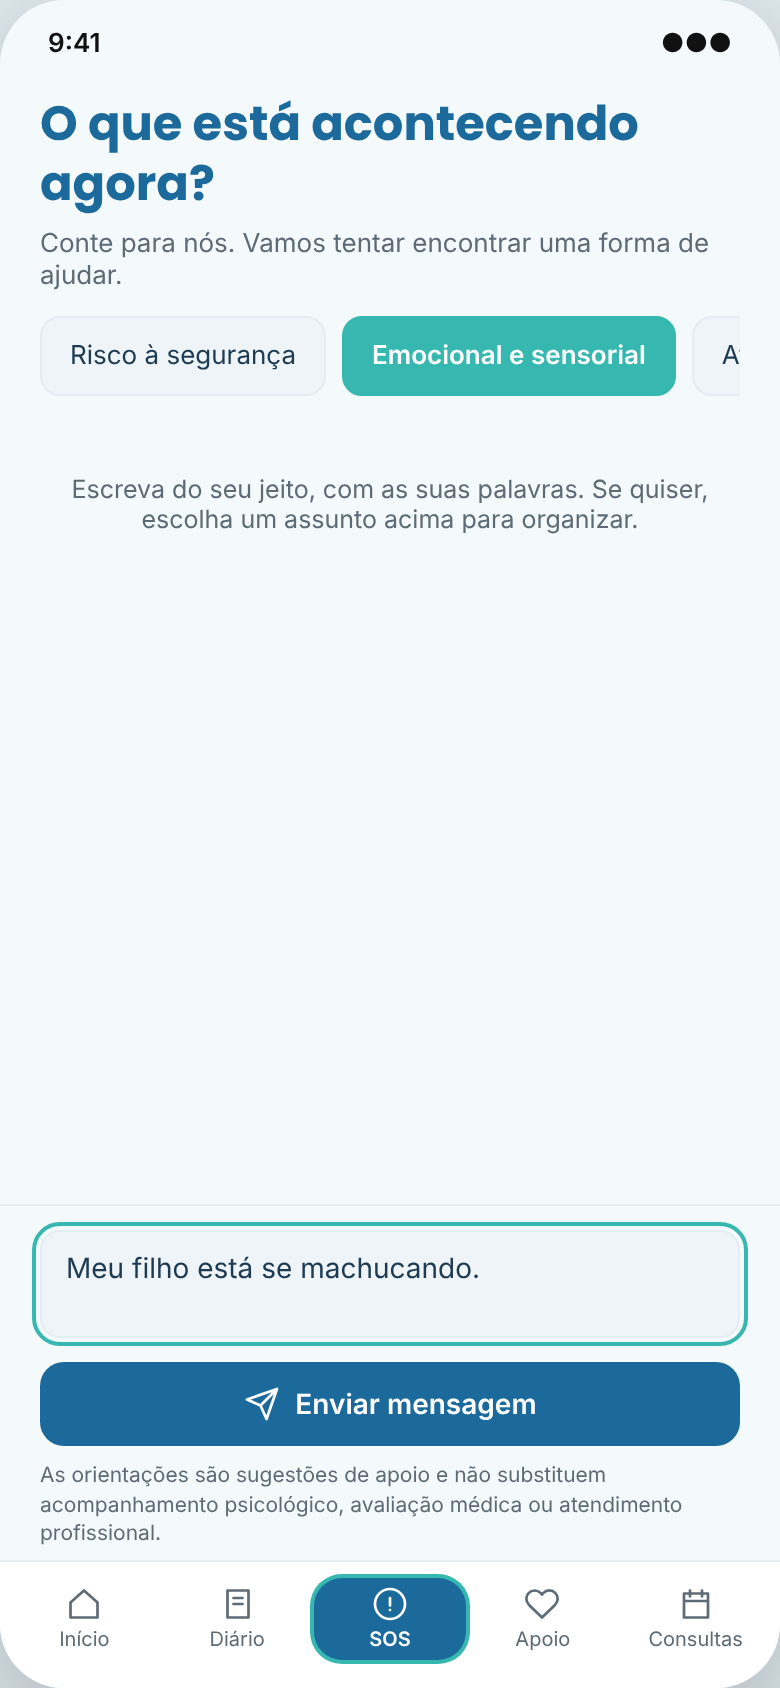 9:41
O que está acontecendo
agora?
Conte para nós. Vamos tentar encontrar uma forma de
ajudar.
Risco à segurança
Emocional e sensorial
Escreva do seu jeito, com as suas palavras. Se quiser,
escolha um assunto acima para organizar.
Meu filho está se machucando.
Enviar mensagem
As orientações são sugestões de apoio e não substituem
acompanhamento psicológico, avaliação médica ou atendimento
profissional.
Início
Diário
SOS
Apoio
Consultas